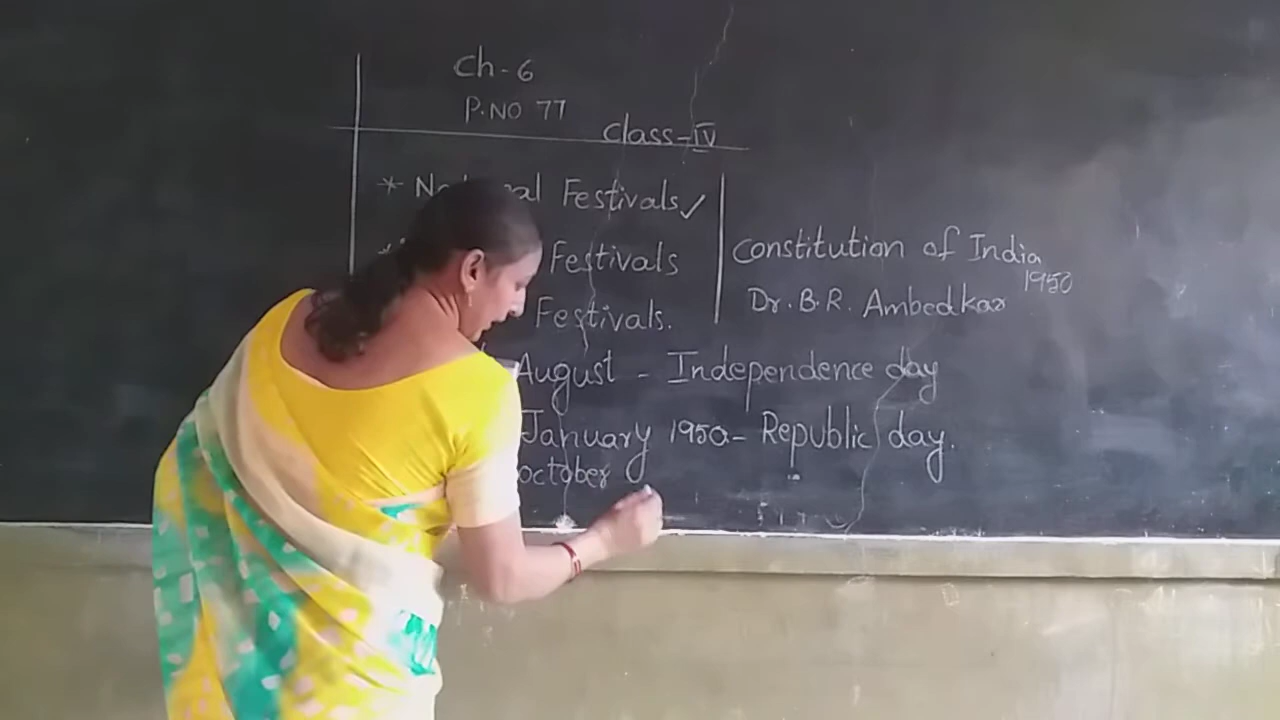 Ch-6
P.NO 77
Class-IV
* Festivals ✓
* Festivals
Festivals.
Constitution of India
1950
Dr. B. R. Ambedkar
August - Independence day
January 1950- Republic day.
october